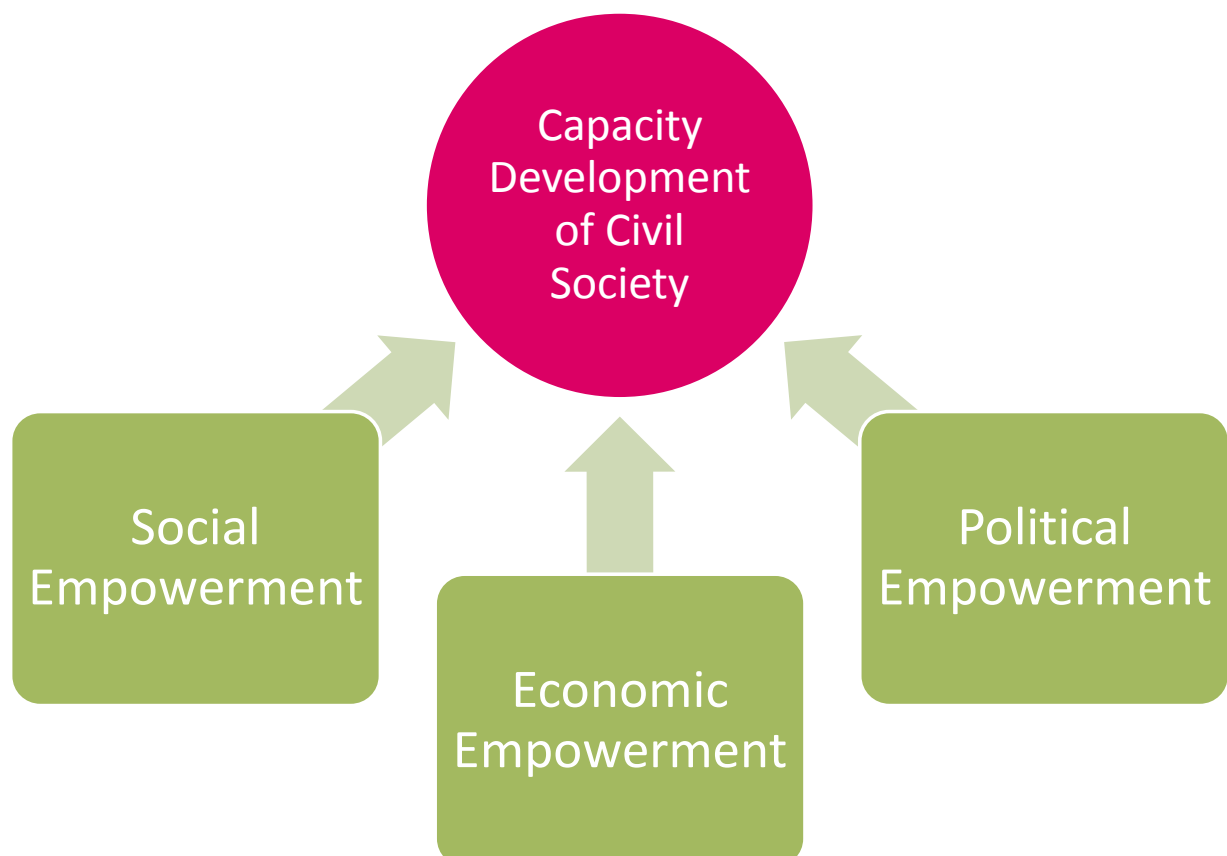 Capacity
Development
of Civil
Society
Social
Empowerment
Economic
Empowerment
Political
Empowerment